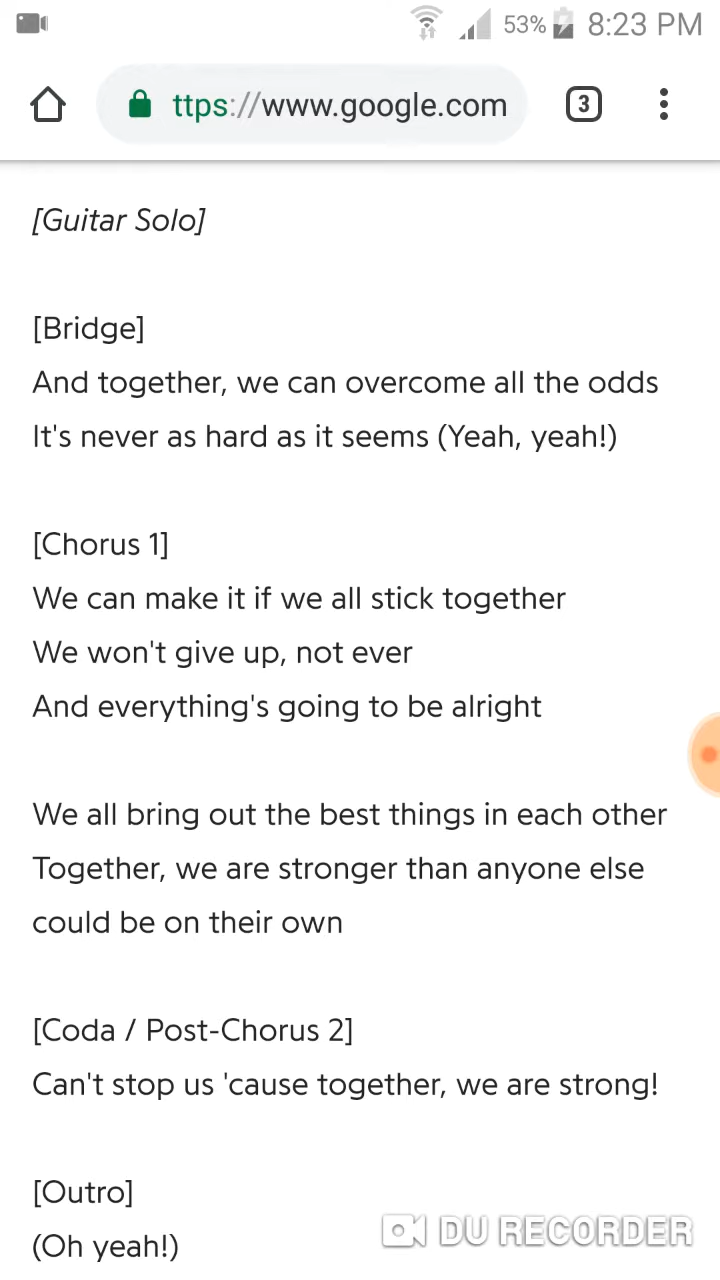 53% 8:23 PM
ttps://www.google.com 3
[Guitar Solo]
[Bridge]
And together, we can overcome all the odds
It's never as hard as it seems (Yeah, yeah!)
[Chorus 1]
We can make it if we all stick together
We won't give up, not ever
And everything's going to be alright
We all bring out the best things in each other
Together, we are stronger than anyone else
could be on their own
[Coda / Post-Chorus 2]
Can't stop us 'cause together, we are strong!
[Outro]
(Oh yeah!)
DU RECORDER